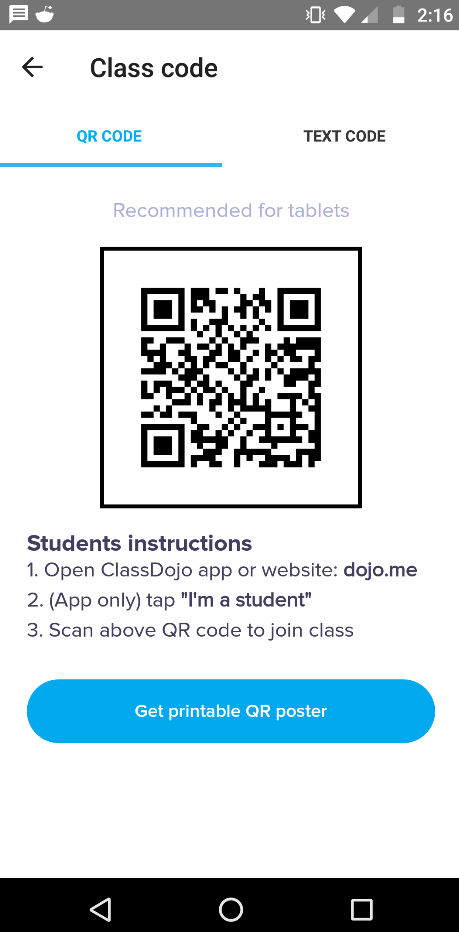 2:16
Class code
QR CODE
TEXT CODE
Recommended for tablets
Students instructions
1. Open ClassDojo app or website: dojo.me
2. (App only) tap "I'm a student"
3. Scan above QR code to join class
Get printable QR poster